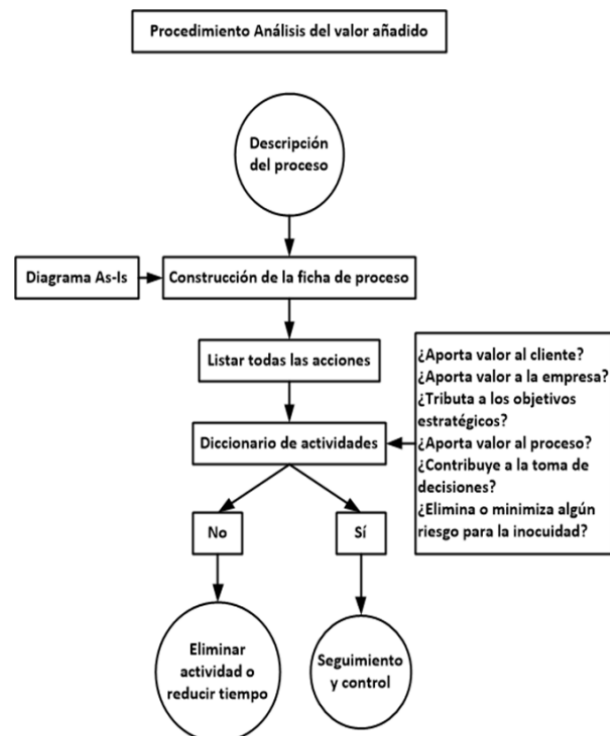 Procedimiento Análisis del valor añadido
Descripción
del proceso
Diagrama As-Is
Construcción de la ficha de proceso
Listar todas las acciones
Diccionario de actividades
¿Aporta valor al cliente?
¿Aporta valor a la empresa?
¿Tributa a los objetivos
estratégicos?
¿Aporta valor al proceso?
¿Contribuye a la toma de
decisiones?
¿Elimina o minimiza algún
riesgo para la inocuidad?
No
Sí
Eliminar
actividad o
reducir tiempo
Seguimiento
y control